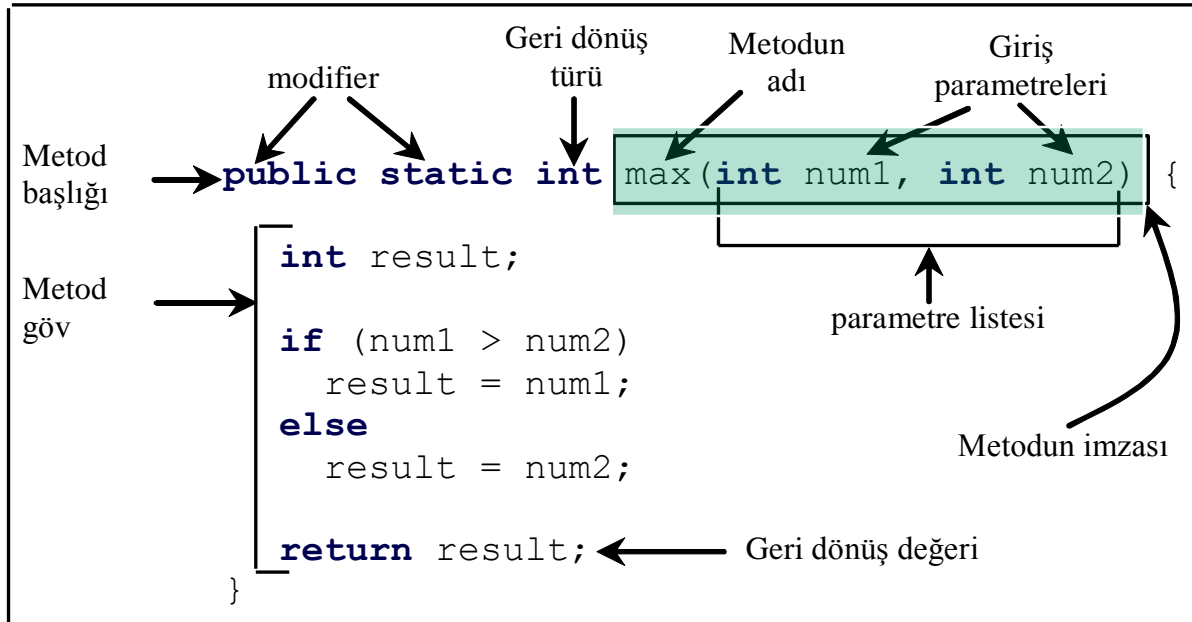 Geri dönüş
türü
Metodun
adı
Giriş
parametreleri
modifier
Metod
başlığı
public static int max(int num1, int num2) {
int result;
Metod
göv
parametre listesi
if (num1 > num2)
result = num1;
else
Metodun imzası
result = num2;
return result;
Geri dönüş değeri
}